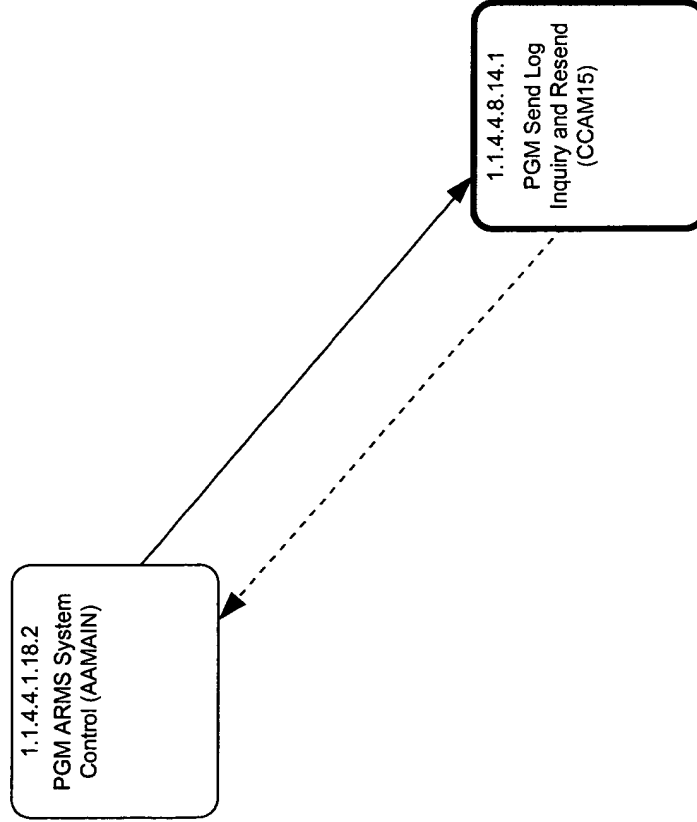 1.1.4.4.1.18.2
PGM ARMS System
Control (AAMAIN)
1.1.4.4.8.14.1
PGM Send Log
Inquiry and Resend
(CCAM15)